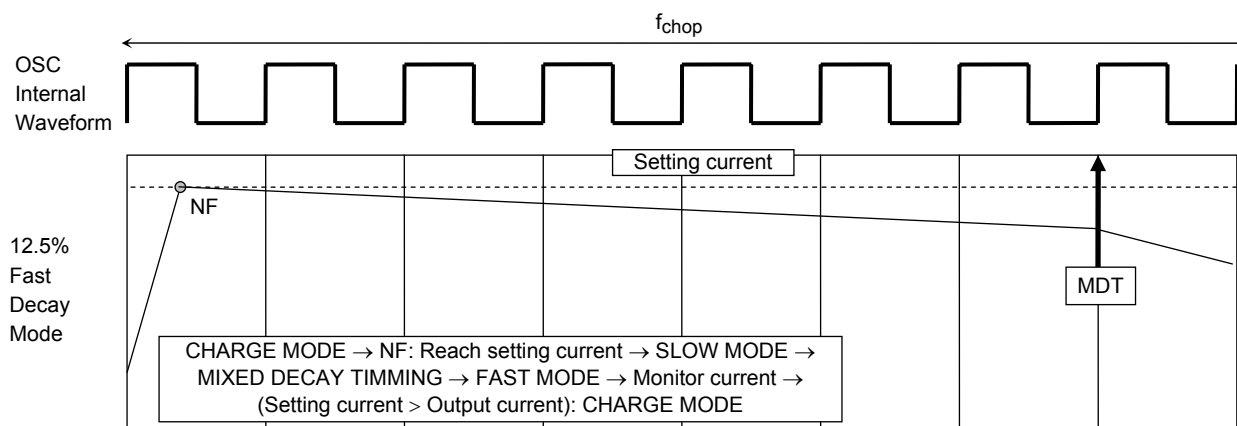 fchop
OSC
Internal
Waveform
Setting current
NF
12.5%
Fast
Decay
Mode
MDT
CHARGE MODE → NF: Reach setting current → SLOW MODE →
MIXED DECAY TIMMING → FAST MODE → Monitor current →
(Setting current > Output current): CHARGE MODE